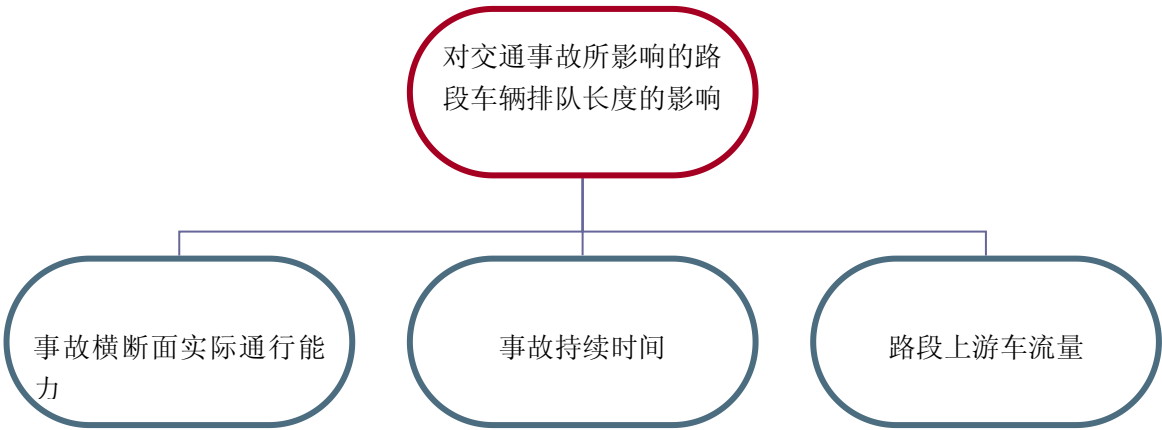 对交通事故所影响的路
段车辆排队长度的影响
事故横断面实际通行能
力
事故持续时间
路段上游车流量